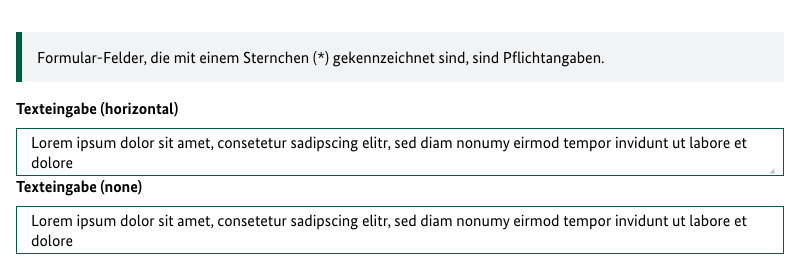 Formular-Felder, die mit einem Sternchen (*) gekennzeichnet sind, sind Pflichtangaben.
Texteingabe (horizontal)
Lorem ipsum dolor sit amet, consetetur sadipscing elitr, sed diam nonumy eirmod tempor invidunt ut labore et
dolore
Texteingabe (none)
Lorem ipsum dolor sit amet, consetetur sadipscing elitr, sed diam nonumy eirmod tempor invidunt ut labore et
dolore